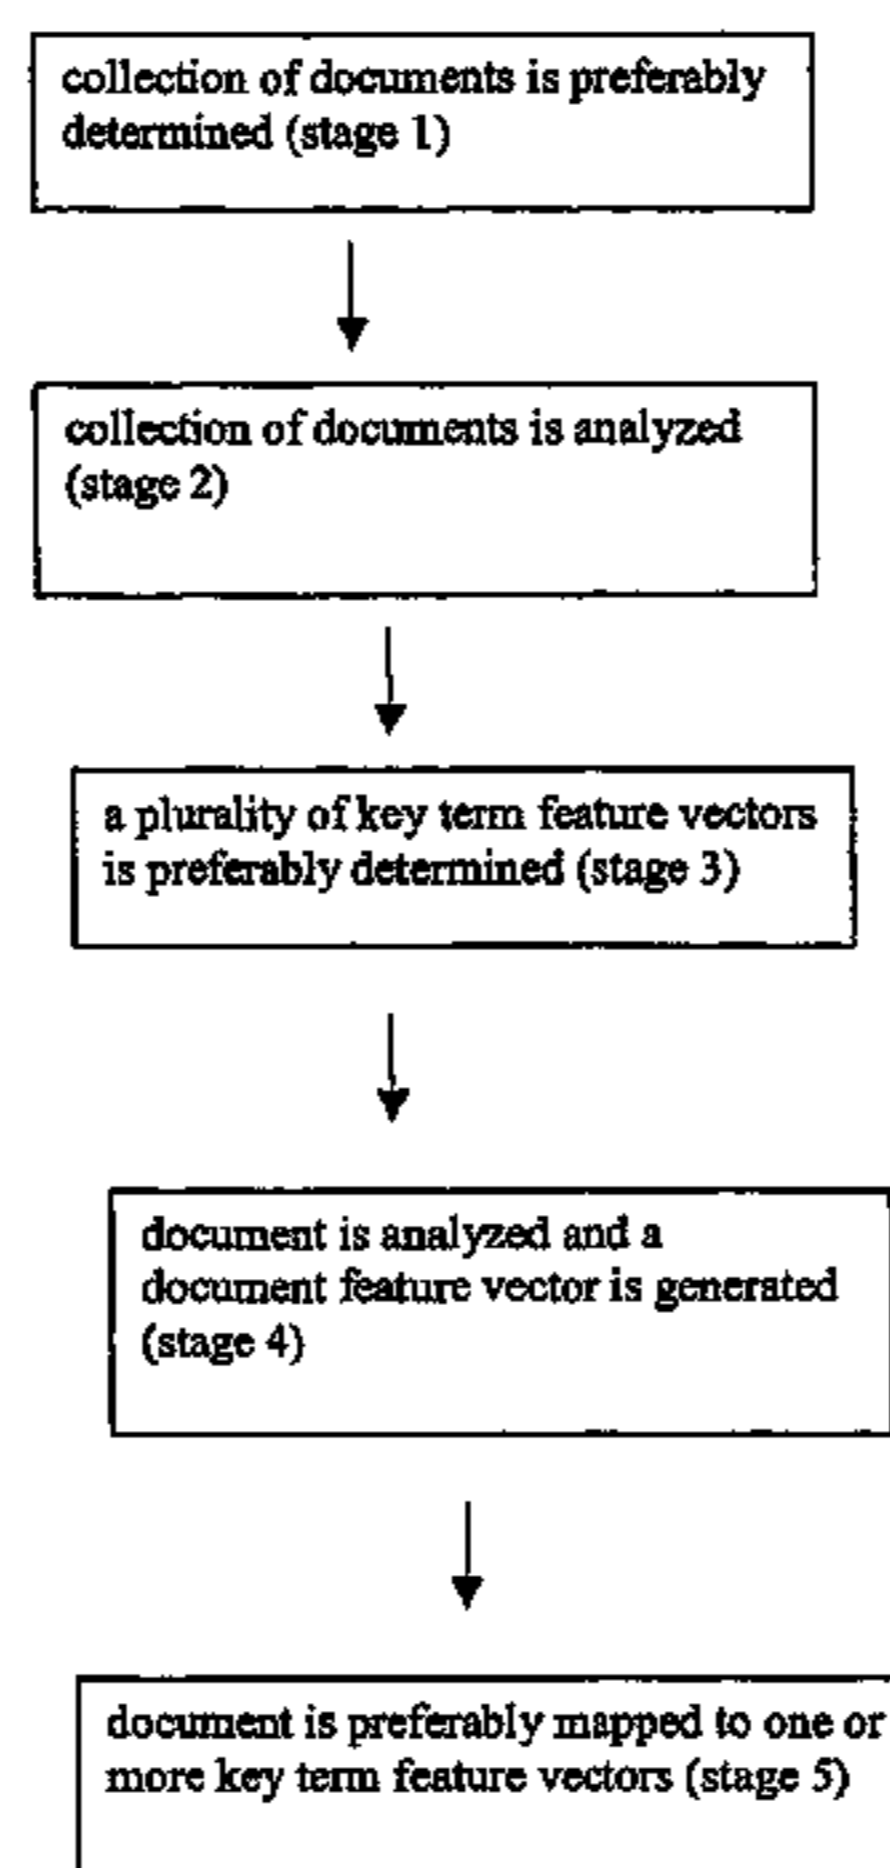 collection of documents is preferably
determined (stage 1)
collection of documents is analyzed
(stage 2)
a plurality of key term feature vectors
is preferably determined (stage 3)
document is analyzed and a
document feature vector is generated
(stage 4)
document is preferably mapped to one or
more key term feature vectors (stage 5)